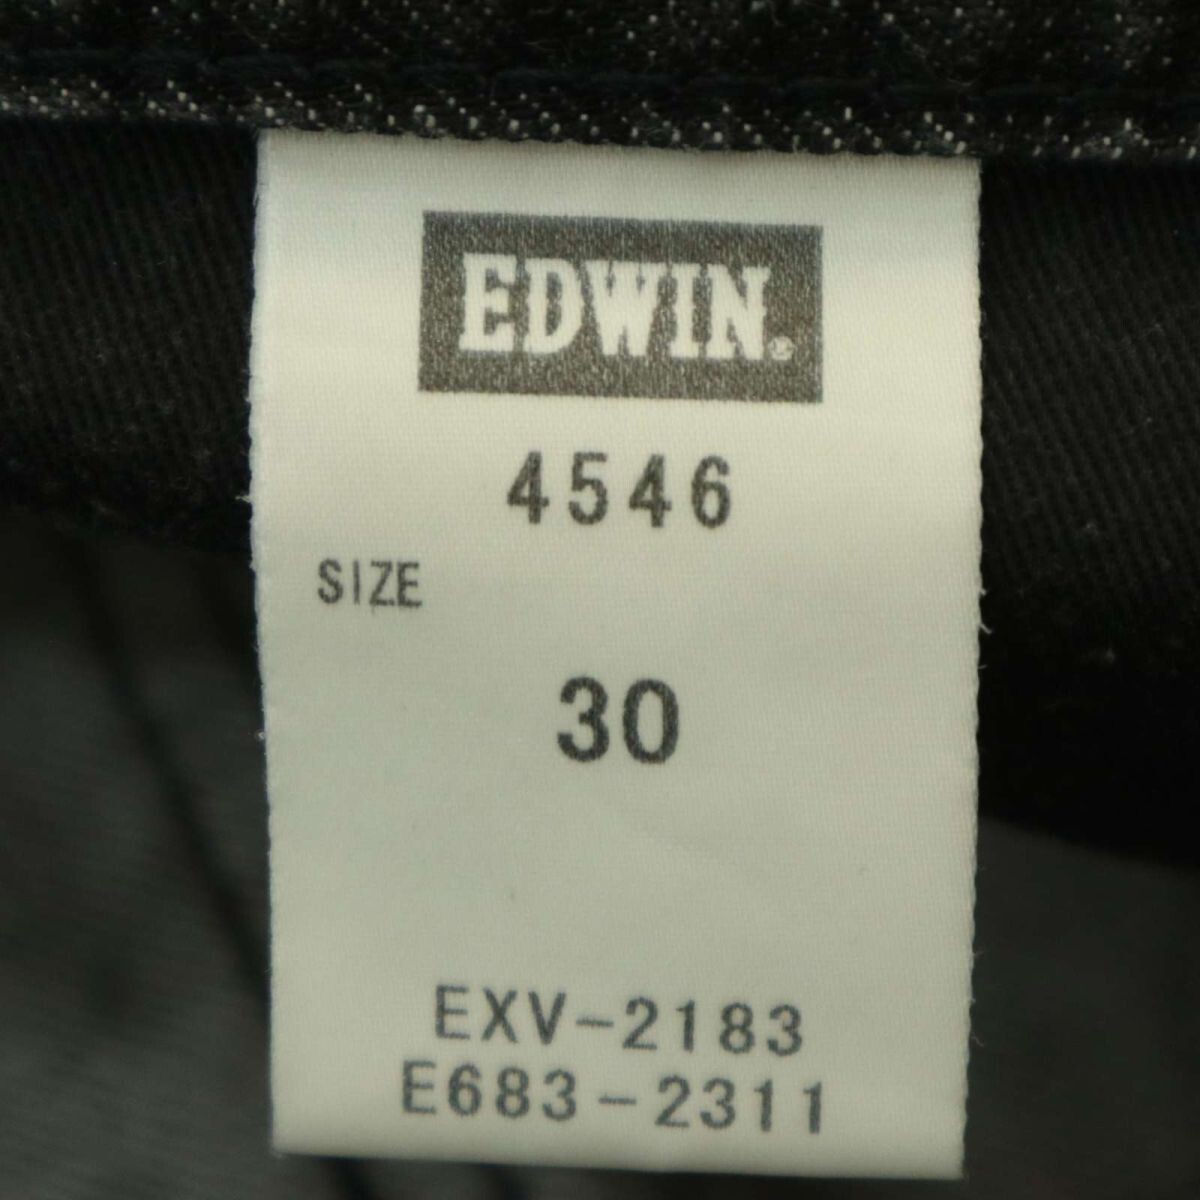 EDWIN®
4546
SIZE
30
EXV-2183
E683-2311